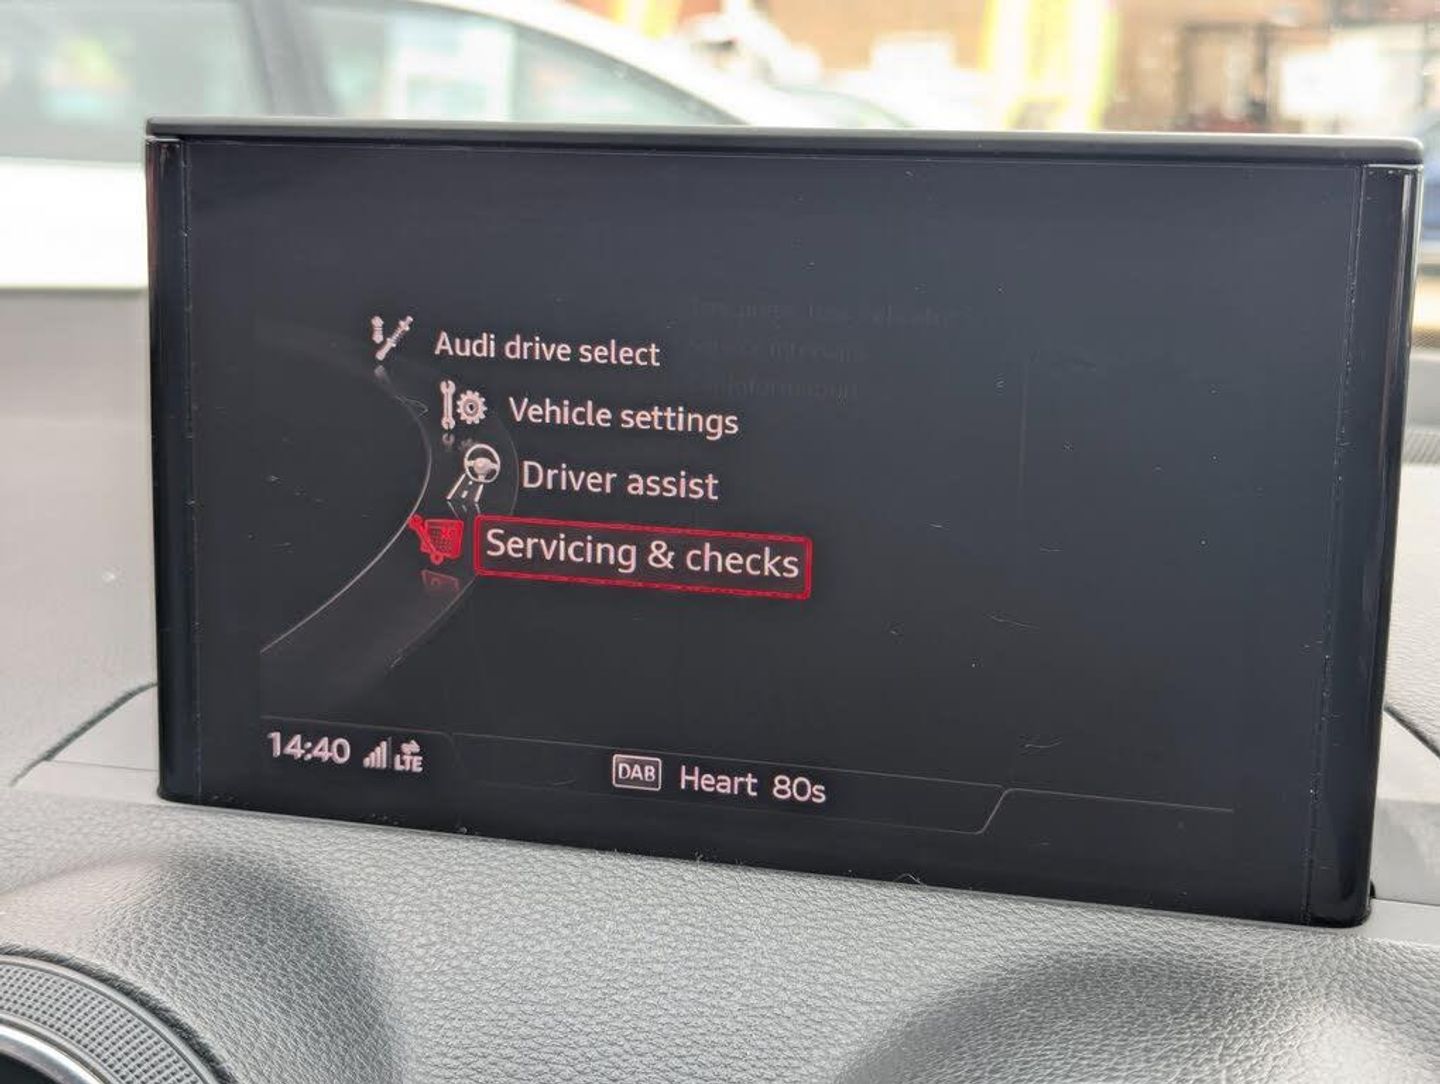 Audi drive select
Vehicle settings
Driver assist
Servicing & checks
14:40
LTE
DAB
Heart 80s